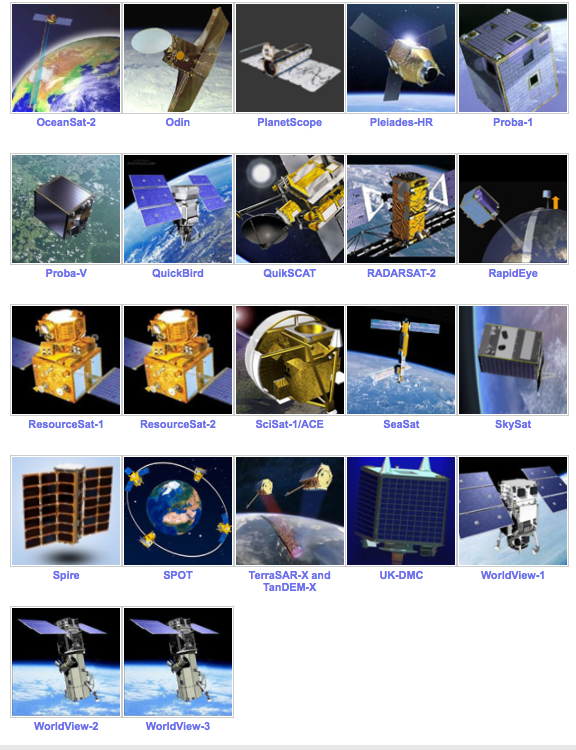 OceanSat-2
Odin
PlanetScope
Pleiades-HR
Proba-1
Proba-V
QuickBird
QuikSCAT
RADARSAT-2
RapidEye
ResourceSat-1
ResourceSat-2
SciSat-1/ACE
SeaSat
SkySat
Spire
SPOT
TerraSAR-X and
TanDEM-X
UK-DMC
WorldView-1
WorldView-2
WorldView-3